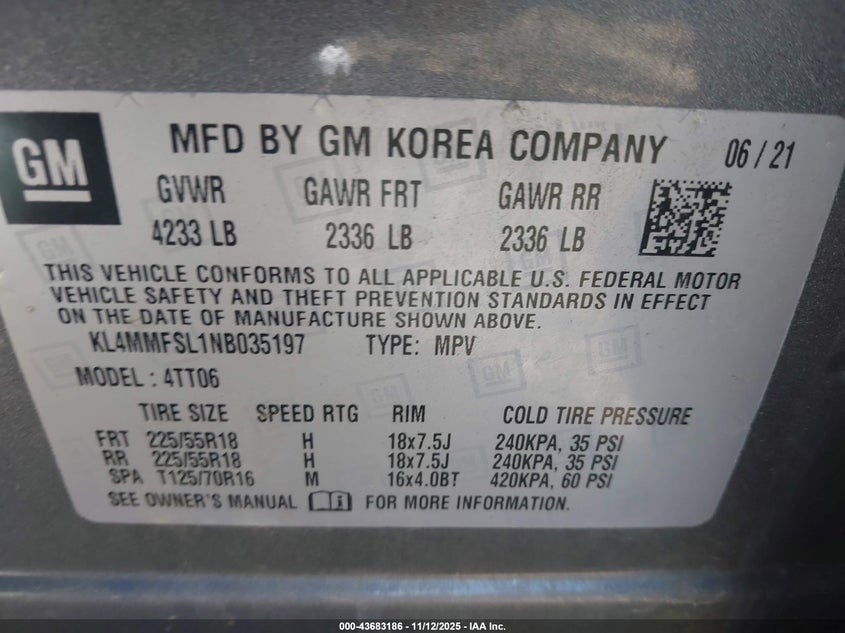 GM
MFD BY GM KOREA COMPANY 06/21
GVWR GAWR FRT GAWR RR
4233 LB 2336 LB 2336 LB
THIS VEHICLE CONFORMS TO ALL APPLICABLE U.S. FEDERAL MOTOR
VEHICLE SAFETY AND THEFT PREVENTION STANDARDS IN EFFECT
ON THE DATE OF MANUFACTURE SHOWN ABOVE.
KL4MMFSL1NB035197 TYPE: MPV
MODEL: 4TT06
TIRE SIZE SPEED RTG RIM COLD TIRE PRESSURE
FRT 225/55R18 H 18x7.5J 240KPA, 35 PSI
RR 225/55R18 H 18x7.5J 240KPA, 35 PSI
SPA T125/70R16 M 16x4.0BT 420KPA, 60 PSI
SEE OWNER'S MANUAL FOR MORE INFORMATION.
000-43683186 - 11/12/2025 - IAA Inc.